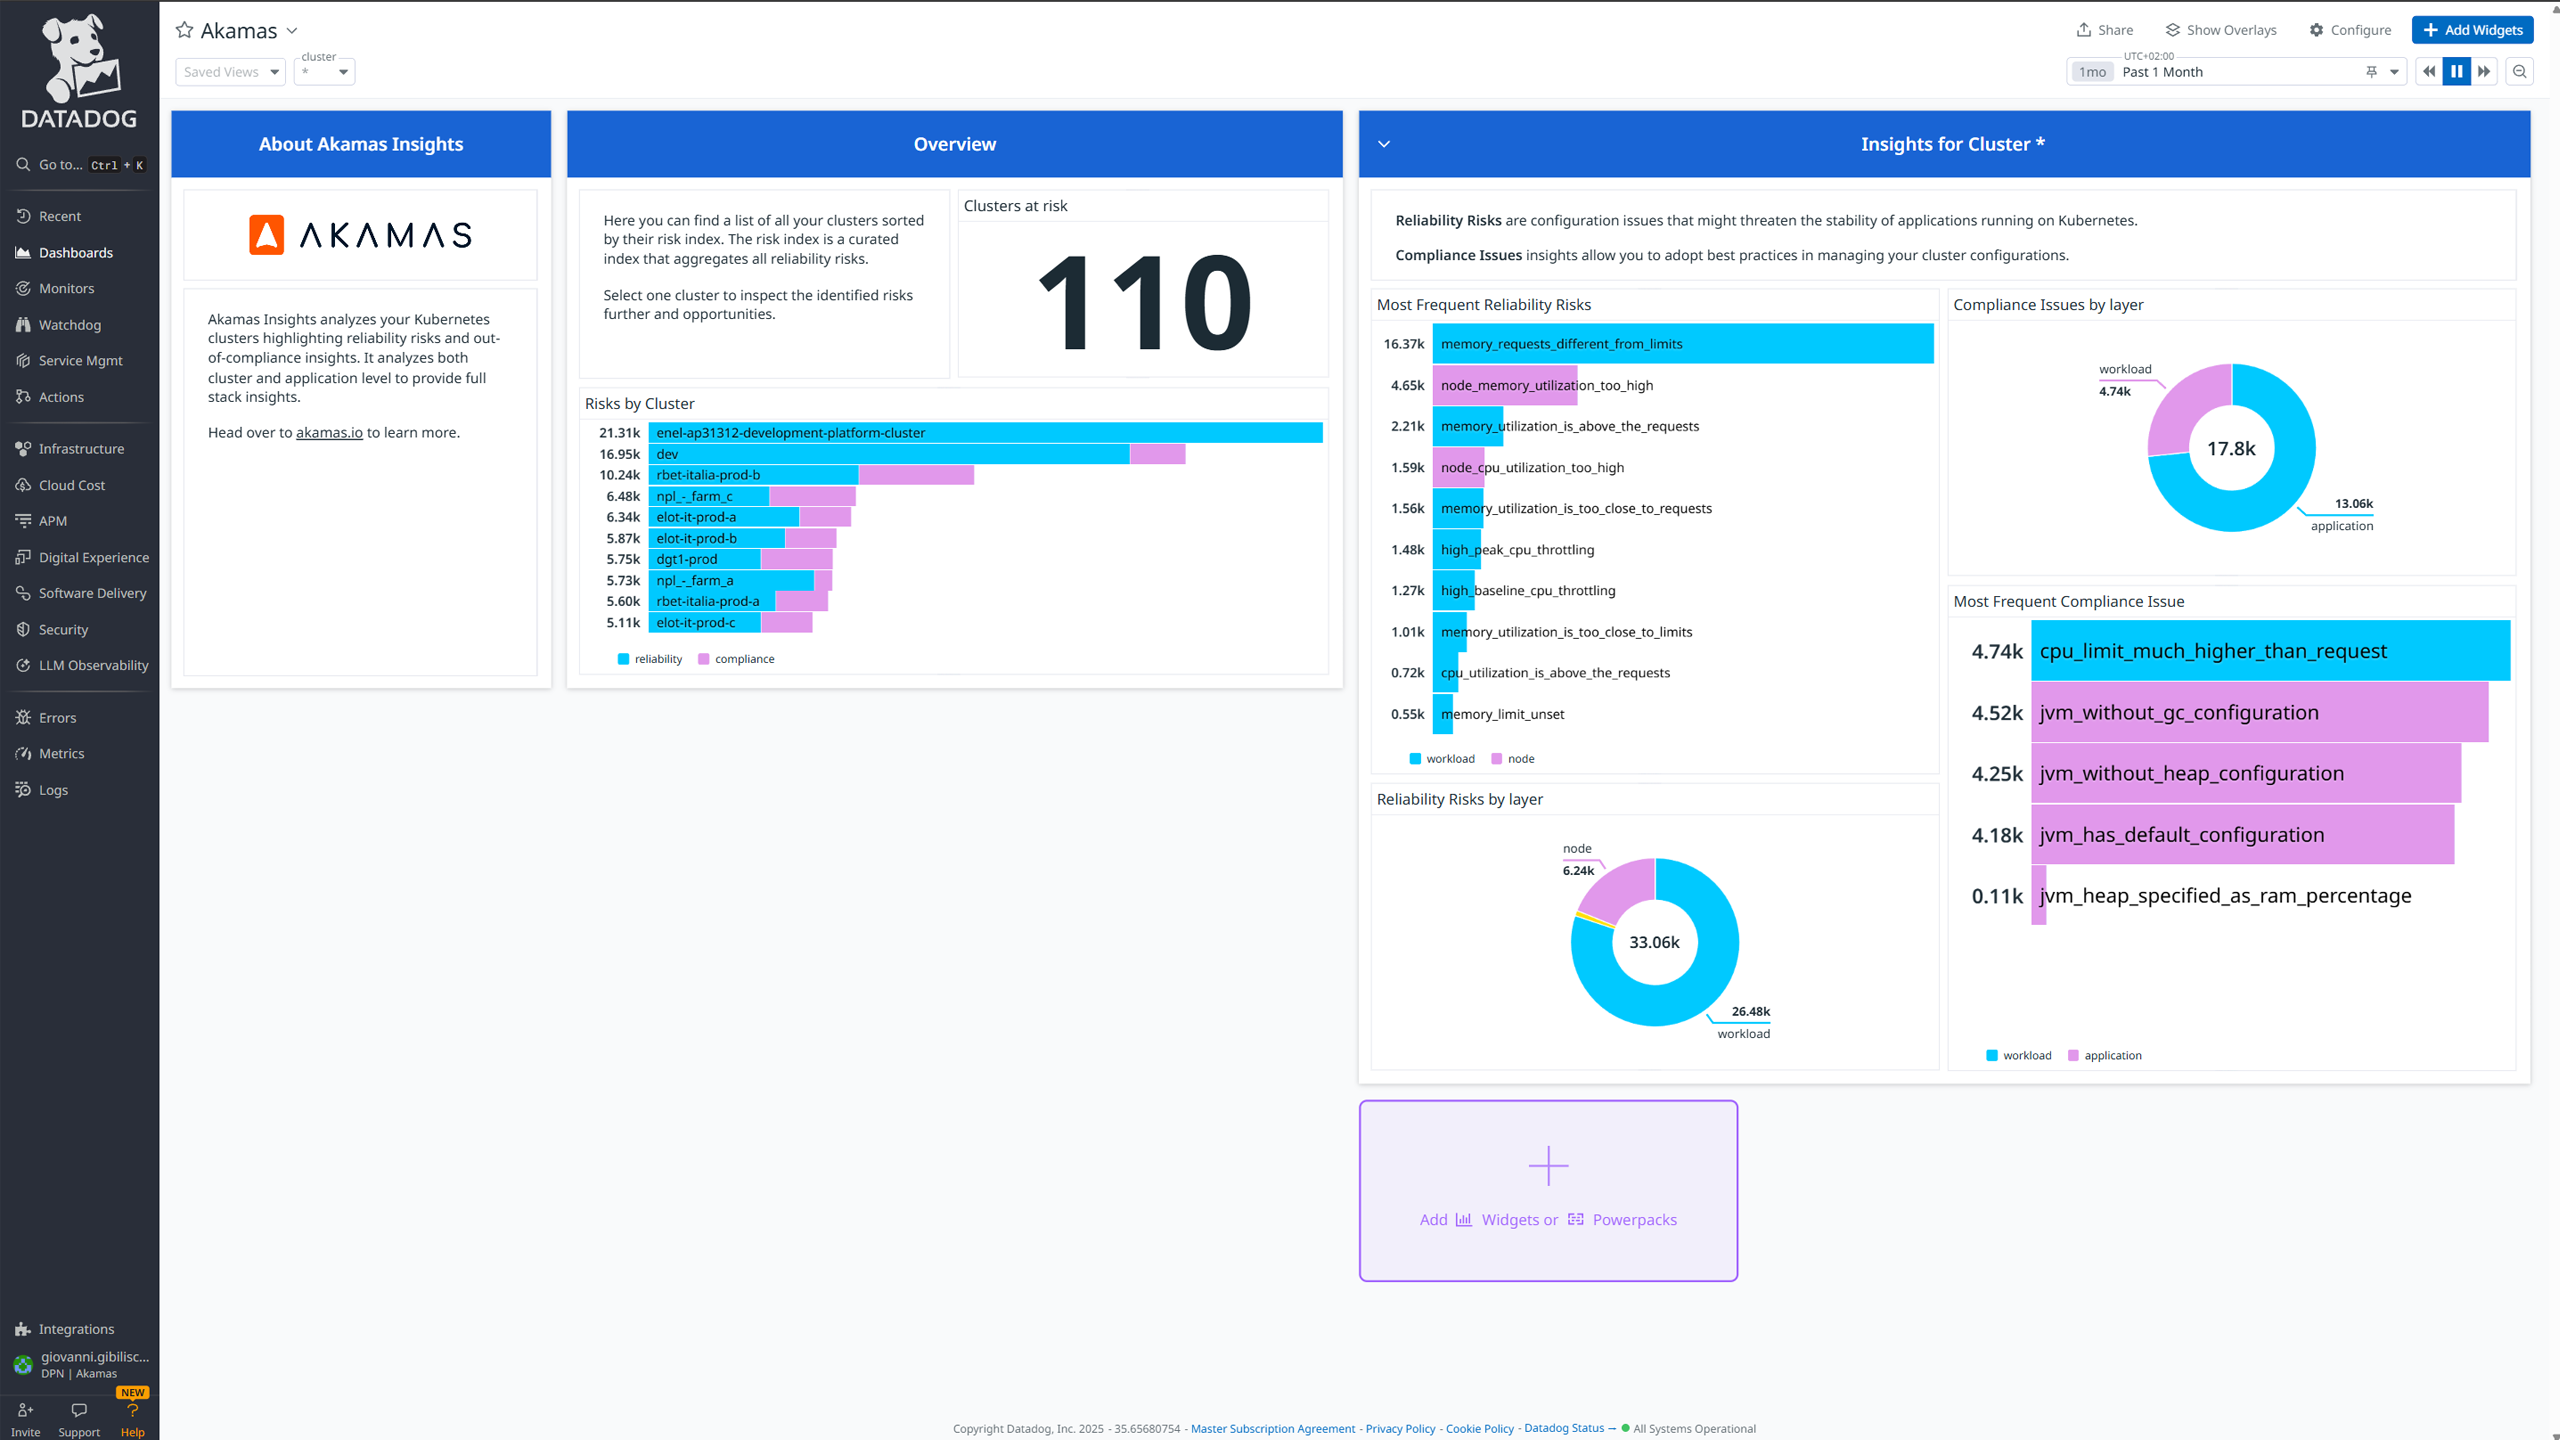 DATADOG
Go to... Ctrl + K
Recent
Dashboards
Monitors
Watchdog
Service Mgmt
Actions
Infrastructure
Cloud Cost
APM
Digital Experience
Software Delivery
Security
LLM Observability
Errors
Metrics
Logs
Integrations
giovanni.gibilisc...
DPN | Akamas
NEW
Invite
Support
Help
Akamas
Saved Views
cluster
*
Share
Show Overlays
Configure
Add Widgets
UTC+02:00
1mo Past 1 Month
About Akamas Insights
AKAMAS
Akamas Insights analyzes your Kubernetes
clusters highlighting reliability risks and out-
of-compliance insights. It analyzes both
cluster and application level to provide full
stack insights.
Head over to akamas.io to learn more.
Overview
Here you can find a list of all your clusters sorted
by their risk index. The risk index is a curated
index that aggregates all reliability risks.
Select one cluster to inspect the identified risks
further and opportunities.
Clusters at risk
110
Risks by Cluster
21.31k enel-ap31312-development-platform-cluster
16.95k dev
10.24k rbet-italia-prod-b
6.48k npl_-_farm_c
6.34k elot-it-prod-a
5.87k elot-it-prod-b
5.75k dgt1-prod
5.73k npl_-_farm_a
5.60k rbet-italia-prod-a
5.11k elot-it-prod-c
reliability compliance
Insights for Cluster *
Reliability Risks are configuration issues that might threaten the stability of applications running on Kubernetes.
Compliance Issues insights allow you to adopt best practices in managing your cluster configurations.
Most Frequent Reliability Risks
16.37k memory_requests_different_from_limits
4.65k node_memory_utilization_too_high
2.21k memory_utilization_is_above_the_requests
1.59k node_cpu_utilization_too_high
1.56k memory_utilization_is_too_close_to_requests
1.48k high_peak_cpu_throttling
1.27k high_baseline_cpu_throttling
1.01k memory_utilization_is_too_close_to_limits
0.72k cpu_utilization_is_above_the_requests
0.55k memory_limit_unset
workload node
Reliability Risks by layer
node
6.24k
33.06k
26.48k
workload
Compliance Issues by layer
workload
4.74k
17.8k
13.06k
application
Most Frequent Compliance Issue
4.74k cpu_limit_much_higher_than_request
4.52k jvm_without_gc_configuration
4.25k jvm_without_heap_configuration
4.18k jvm_has_default_configuration
0.11k jvm_heap_specified_as_ram_percentage
workload application
Add Widgets or Powerpacks
Copyright Datadog, Inc. 2025 - 35.65680754 - Master Subscription Agreement - Privacy Policy - Cookie Policy - Datadog Status → All Systems Operational